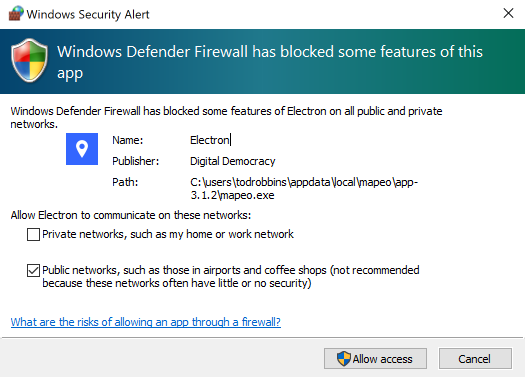 Windows Security Alert
Windows Defender Firewall has blocked some features of this
app
Windows Defender Firewall has blocked some features of Electron on all public and private
networks.
Name: Electron
Publisher: Digital Democracy
Path: C:\users\todrobbins\appdata\local\mapeo\app-
3.1.2\mapeo.exe
Allow Electron to communicate on these networks:
Private networks, such as my home or work network
Public networks, such as those in airports and coffee shops (not recommended
because these networks often have little or no security)
What are the risks of allowing an app through a firewall?
Allow access Cancel